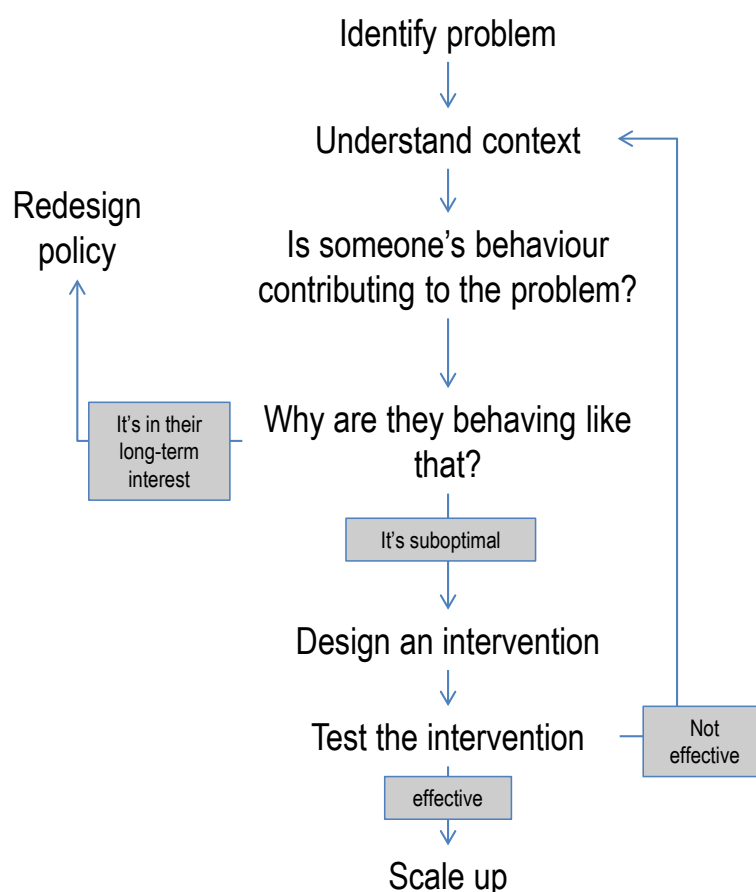 Identify problem
Understand context
Redesign
policy
Is someone's behaviour
contributing to the problem?
It's in their
long-term
interest
Why are they behaving like
that?
It's suboptimal
Design an intervention
Test the intervention
Not
effective
effective
Scale up